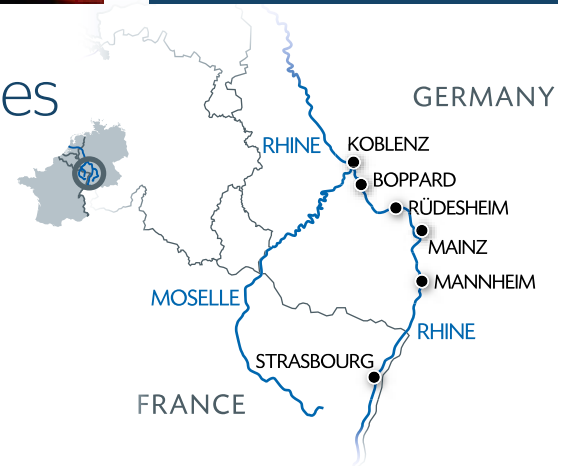 es
GERMANY
RHINE
KOBLENZ
BOPPARD
RÜDESHEIM
MAINZ
MANNHEIM
MOSELLE
RHINE
STRASBOURG
FRANCE